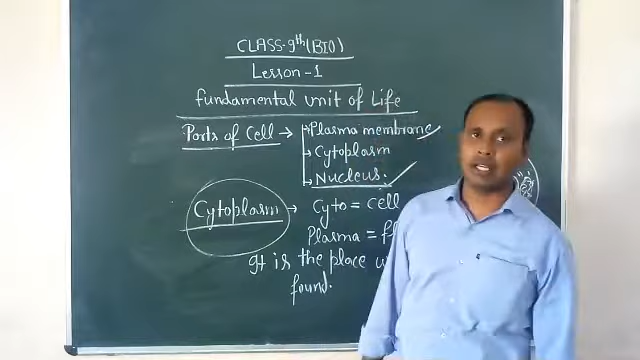 CLASS-9th (BIO)
Lesson-1
Fundamental unit of Life
Parts of Cell → Plasma membrane
→ Cytoplasm
→ Nucleus.
Cytoplasm → Cyto = cell
Plasma = fl
It is the place w
found.